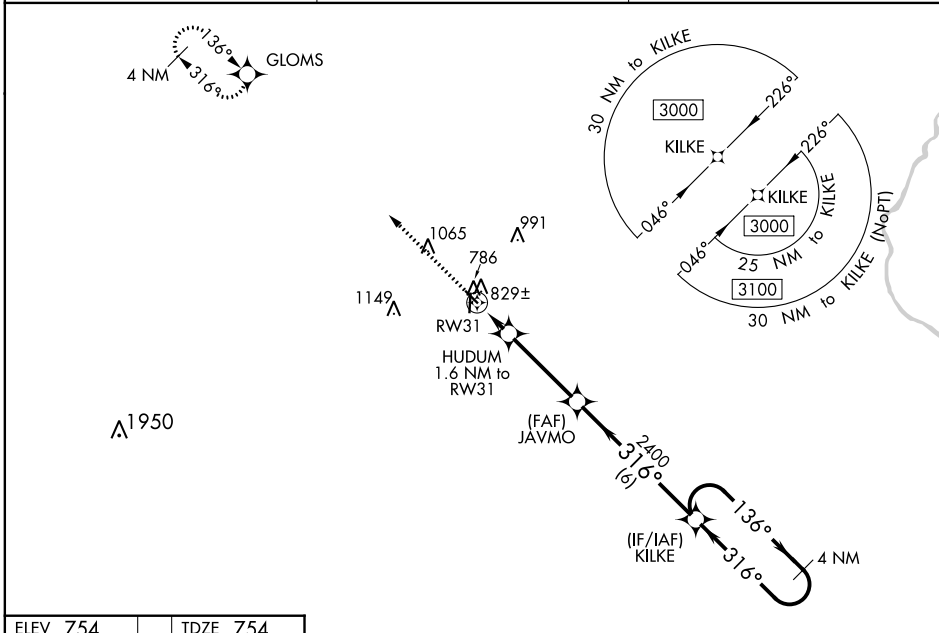 136°
GLOMS
4 NM
316°
30 NM to KILKE
3000
226°
KILKE
046°
226°
KILKE
3000
046°
25 NM to KILKE
3100
30 NM to KILKE (NoPT)
991
1065
786
829±
1149
RW31
HUDUM
1.6 NM to
RW31
(FAF)
JAVMO
1950
2400
316°
(6)
136°
(IF/IAF)
KILKE
4 NM
316°
ELEV 754 TDZE 754